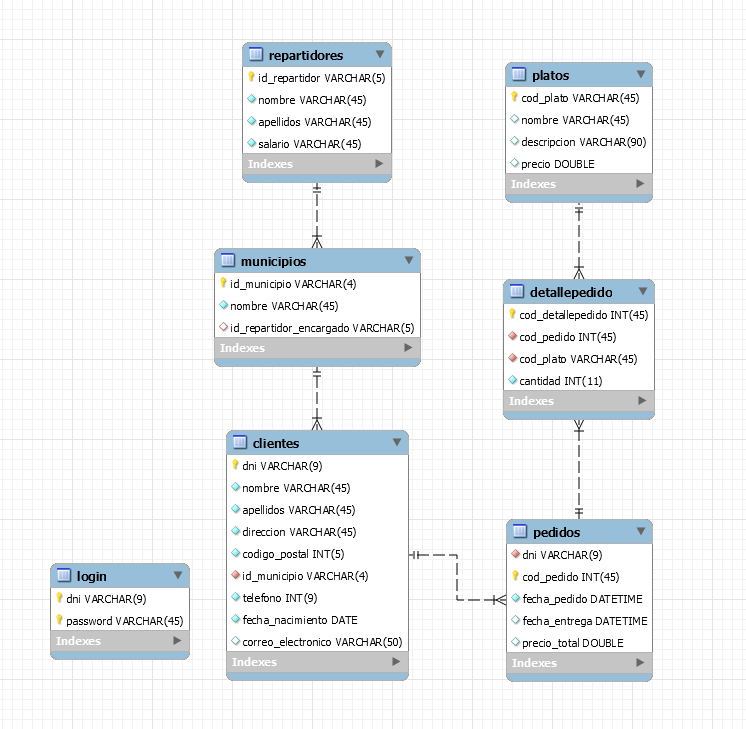 repartidores
id_repartidor VARCHAR(5)
nombre VARCHAR(45)
apellidos VARCHAR(45)
salario VARCHAR(45)
Indexes
platos
cod_plato VARCHAR(45)
nombre VARCHAR(45)
descripcion VARCHAR(90)
precio DOUBLE
Indexes
municipios
id_municipio VARCHAR(4)
nombre VARCHAR(45)
id_repartidor_encargado VARCHAR(5)
Indexes
detallepedido
cod_detallepedido INT(45)
cod_pedido INT(45)
cod_plato VARCHAR(45)
cantidad INT(11)
Indexes
clientes
dni VARCHAR(9)
nombre VARCHAR(45)
apellidos VARCHAR(45)
direccion VARCHAR(45)
codigo_postal INT(5)
id_municipio VARCHAR(4)
telefono INT(9)
fecha_nacimiento DATE
correo_electronico VARCHAR(50)
Indexes
pedidos
dni VARCHAR(9)
cod_pedido INT(45)
fecha_pedido DATETIME
fecha_entrega DATETIME
precio_total DOUBLE
Indexes
login
dni VARCHAR(9)
password VARCHAR(45)
Indexes